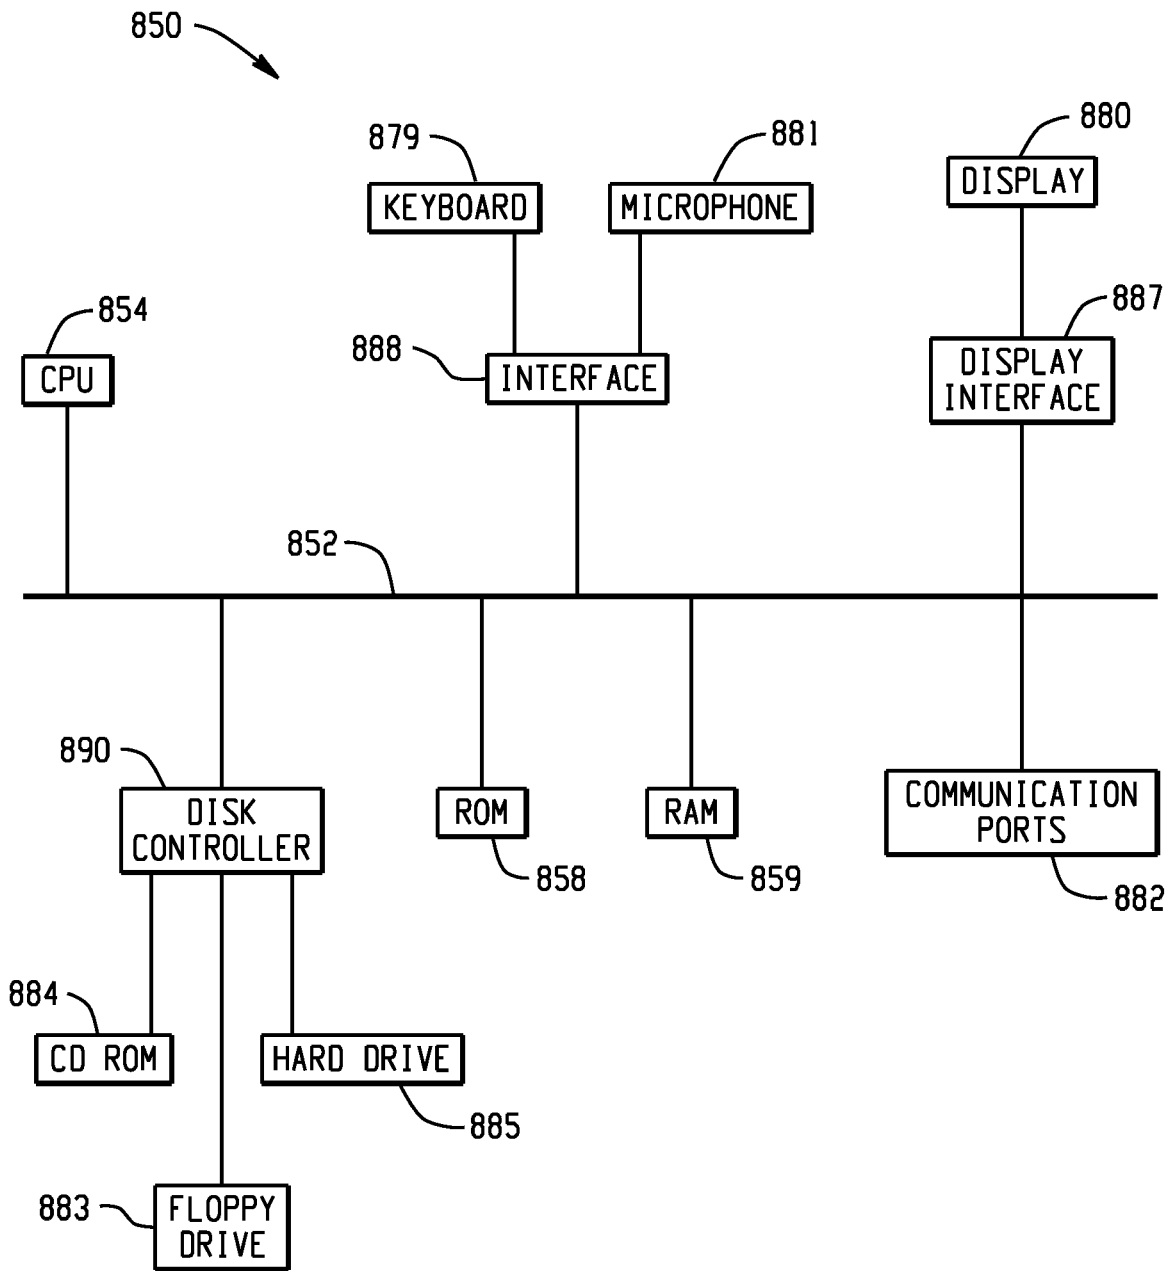 850
879
881
880
KEYBOARD
MICROPHONE
DISPLAY
854
888
887
CPU
INTERFACE
DISPLAY
INTERFACE
852
890
DISK
CONTROLLER
ROM
RAM
COMMUNICATION
PORTS
858
859
882
884
CD ROM
HARD DRIVE
885
883
FLOPPY
DRIVE